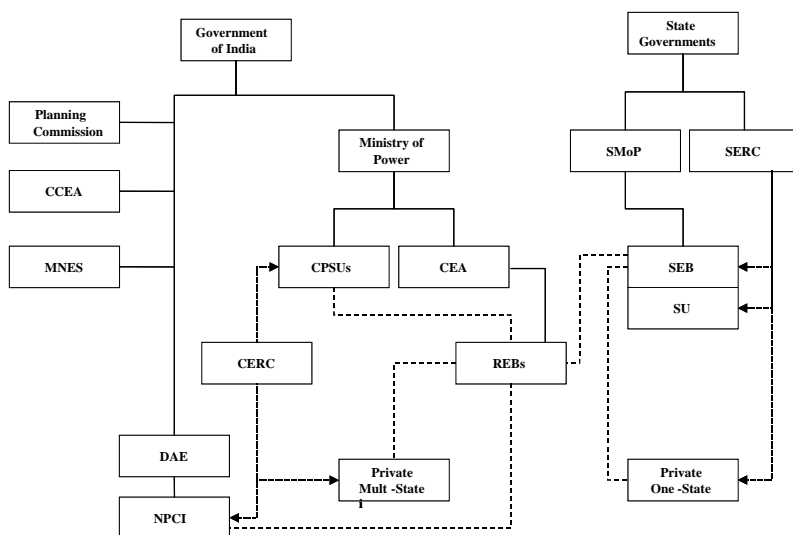 Government
of India
State
Governments
Planning
Commission
Ministry of
Power
SMoP
SERC
CCEA
MNES
CPSUs
CEA
SEB
SU
CERC
REBs
DAE
Private
Mult -State
i
Private
One -State
NPCI